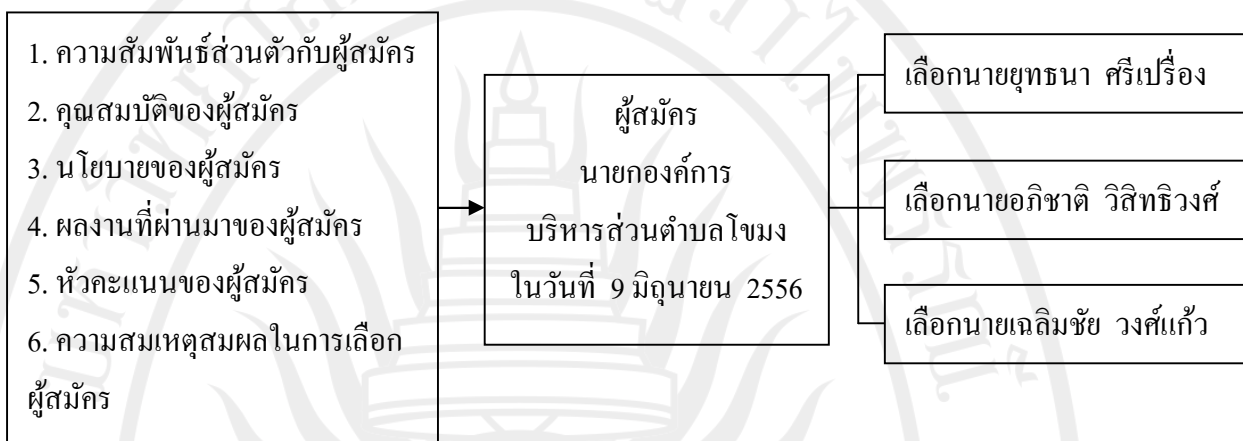 1. ความสัมพันธ์ส่วนตัวกับผู้สมัคร
2. คุณสมบัติของผู้สมัคร
3. นโยบายของผู้สมัคร
4. ผลงานที่ผ่านมาของผู้สมัคร
5. หัวคะแนนของผู้สมัคร
6. ความสมเหตุสมผลในการเลือก
ผู้สมัคร
ผู้สมัคร
นายกองค์การ
บริหารส่วนตำบลโขมง
ในวันที่ 9 มิถุนายน 2556
เลือกนายยุทธนา ศรีเปรื่อง
เลือกนายอภิชาติ วิสิทธิวงศ์
เลือกนายเฉลิมชัย วงศ์แก้ว